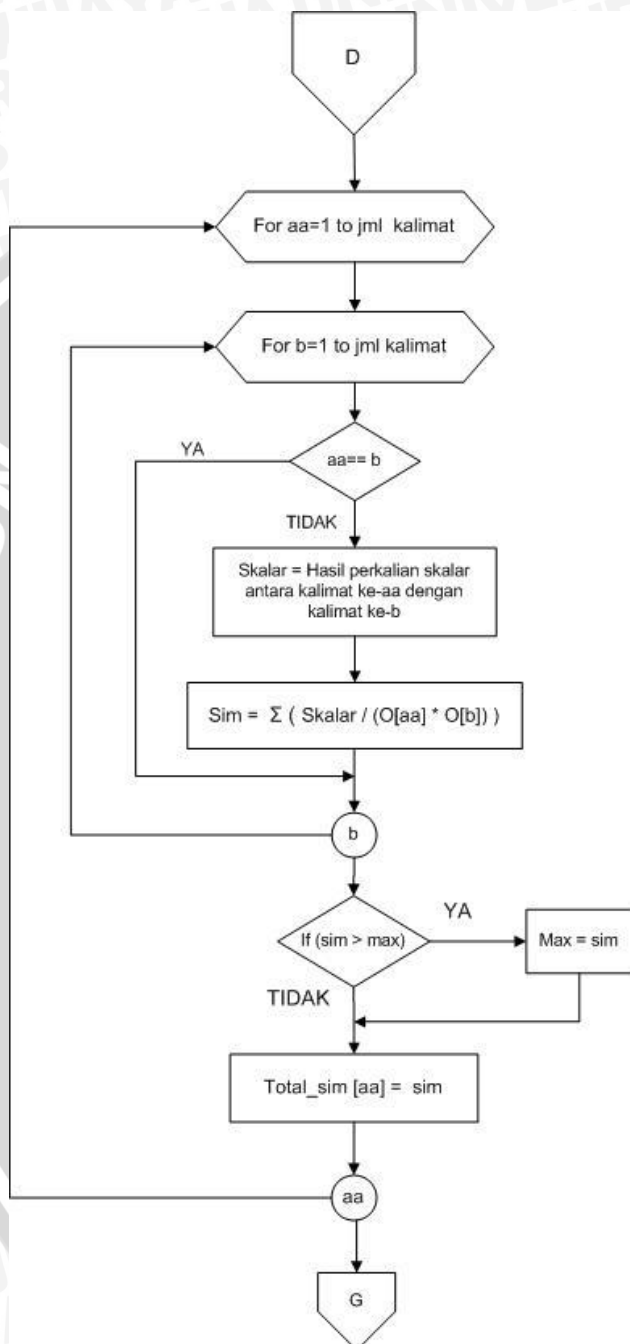 D
For aa=1 to jml kalimat
For b=1 to jml kalimat
YA
aa== b
TIDAK
Skalar = Hasil perkalian skalar
antara kalimat ke-aa dengan
kalimat ke-b
Sim = Σ ( Skalar / (O[aa] * O[b]) )
b
If (sim > max)
YA
Max = sim
TIDAK
Total_sim [aa] = sim
aa
G